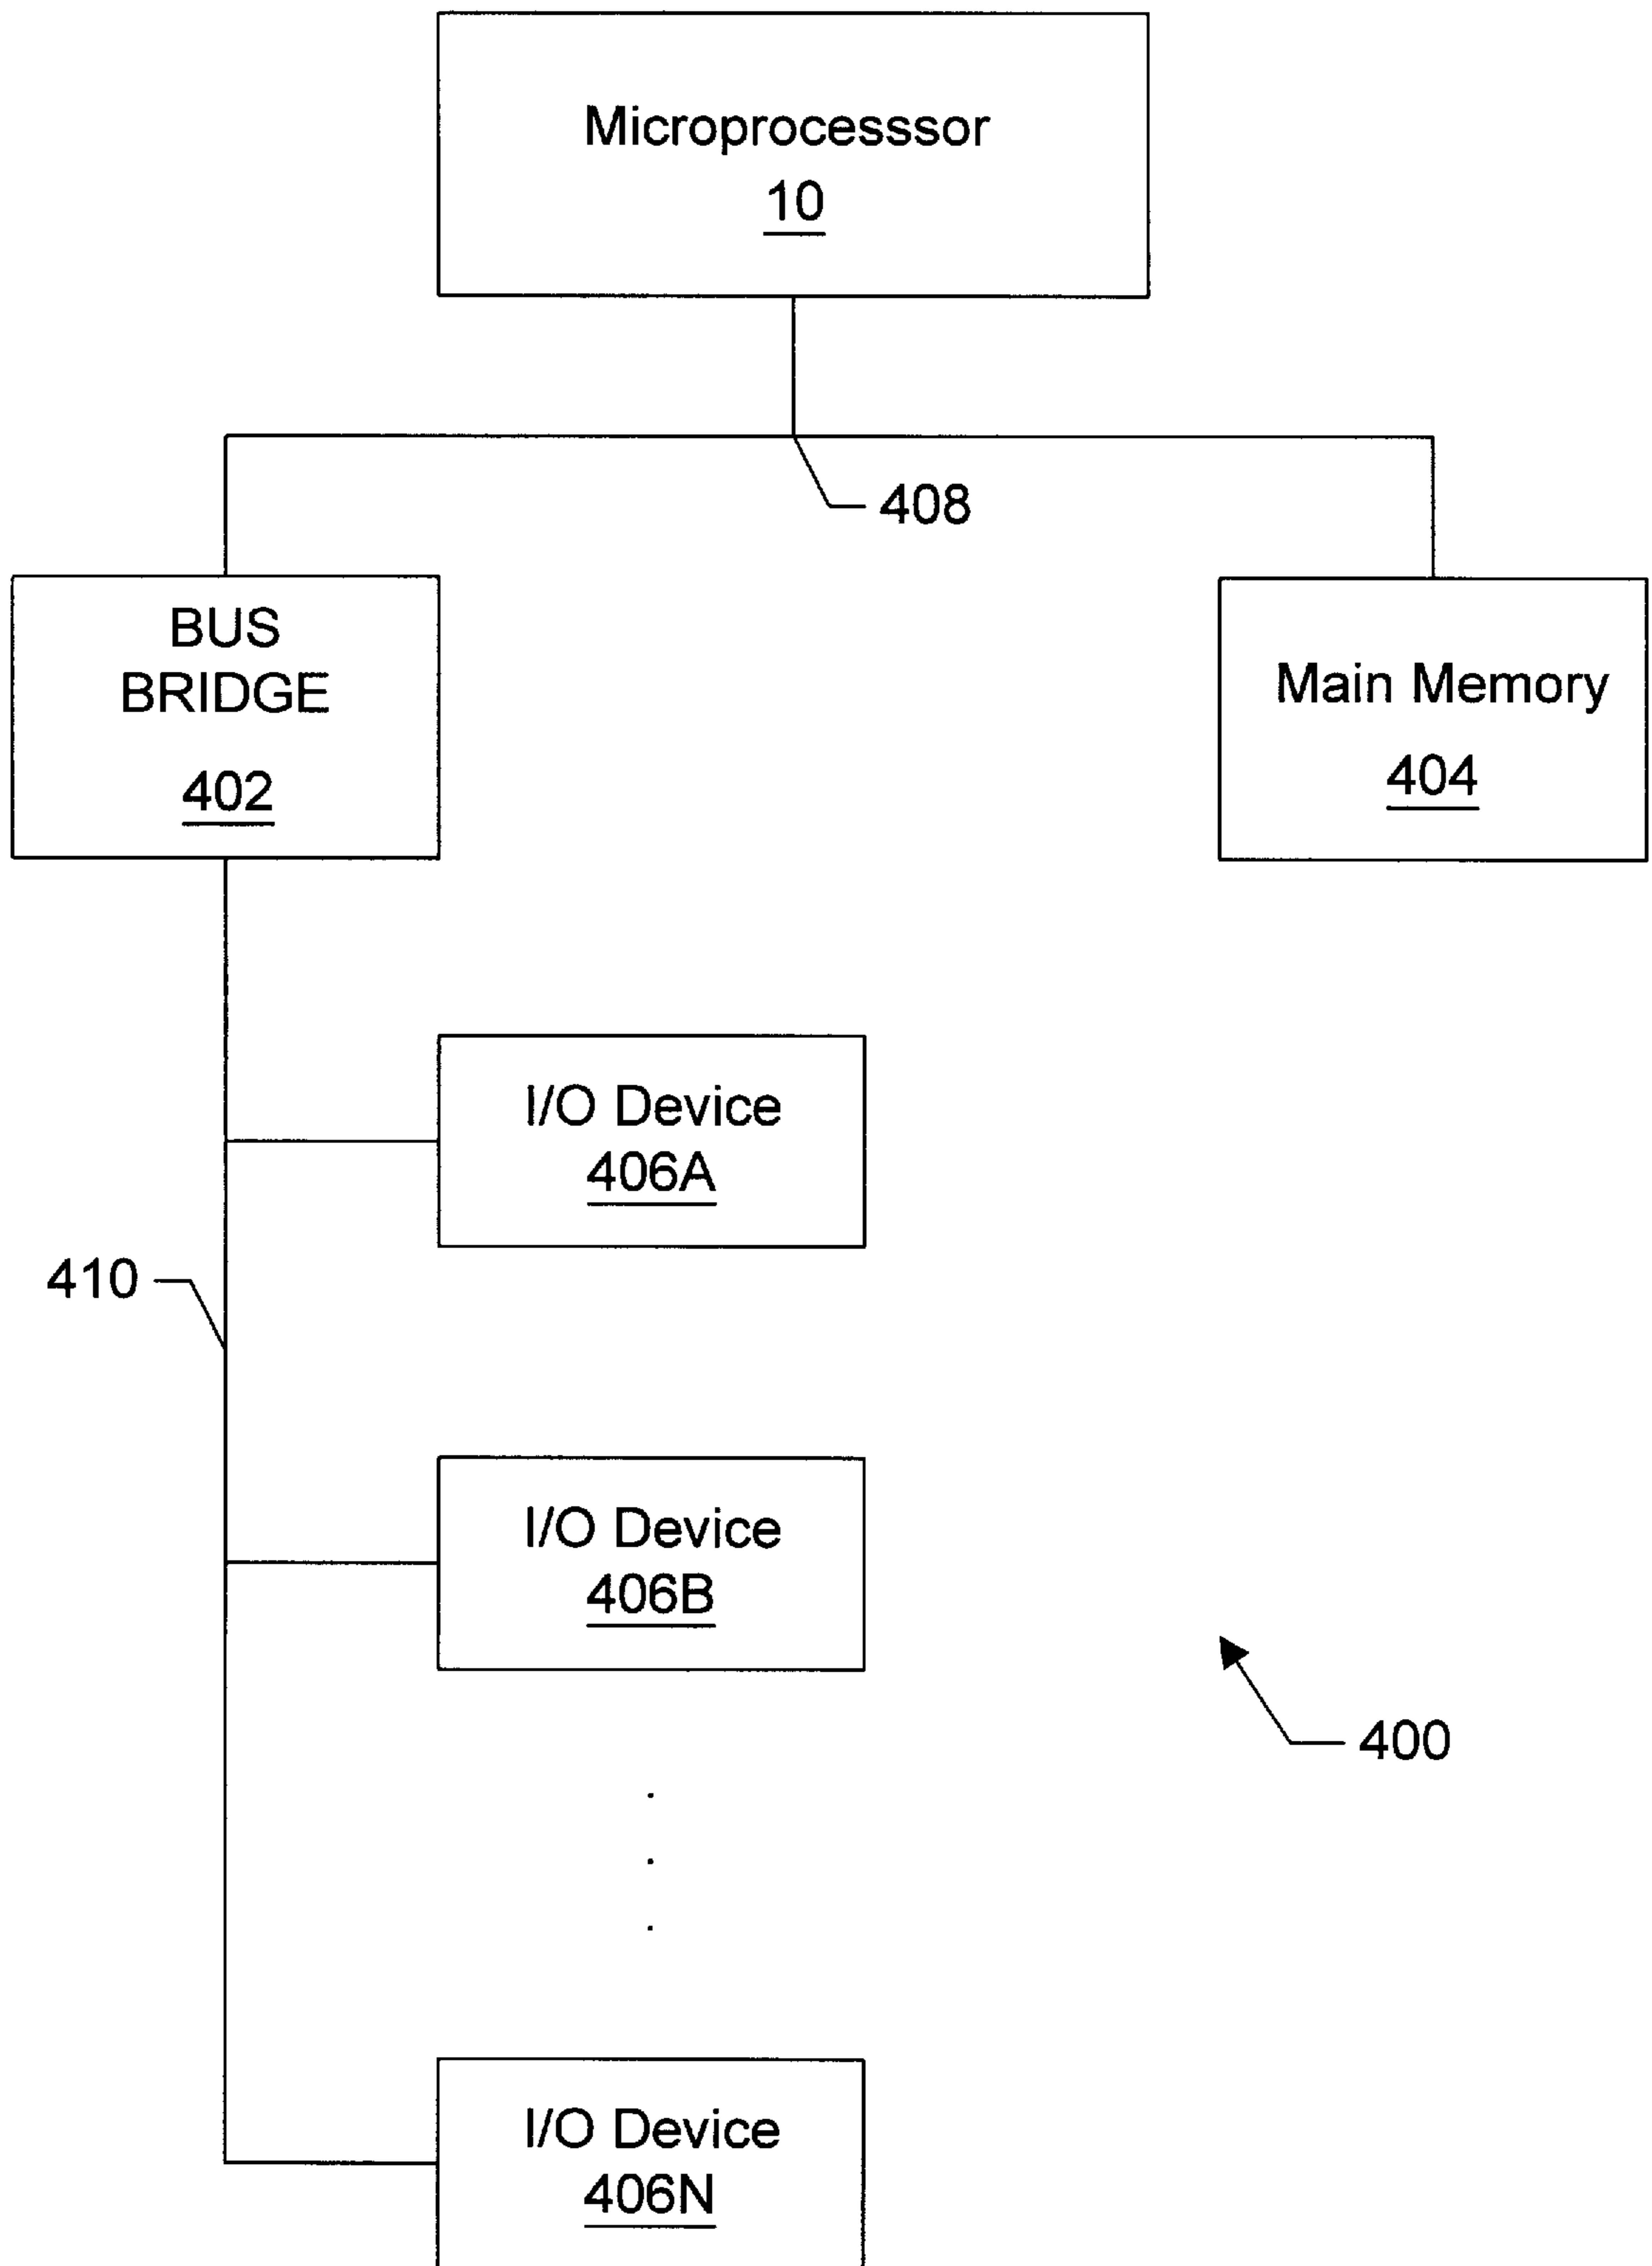 Microprocesssor
10
408
BUS
BRIDGE
402
Main Memory
404
I/O Device
406A
410
I/O Device
406B
400
I/O Device
406N